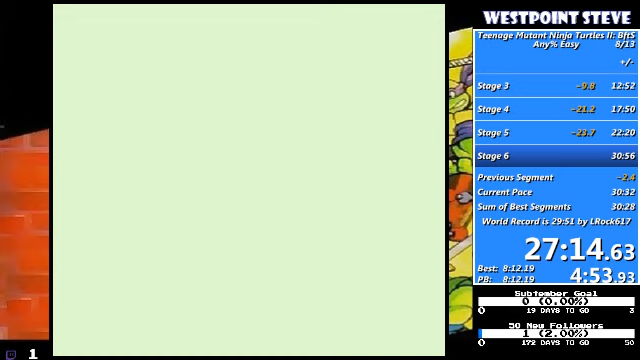 WESTPOINT STEVE
Teenage Mutant Ninja Turtles II: BftS
Any% Easy 8/13
+/-
Stage 3 -9.8 12:52
Stage 4 -21.2 17:50
Stage 5 -23.7 22:20
Stage 6 30:56
Previous Segment -2.4
Current Pace 30:32
Sum of Best Segments 30:28
World Record is 29:51 by LRock617
27:14.63
Best: 8:12.19
PB: 8:12.19
4:53.93
Subtember Goal
0 (0.00%)
0 19 DAYS TO GO 3
50 New Followers
1 (2.00%)
0 172 DAYS TO GO 50
1